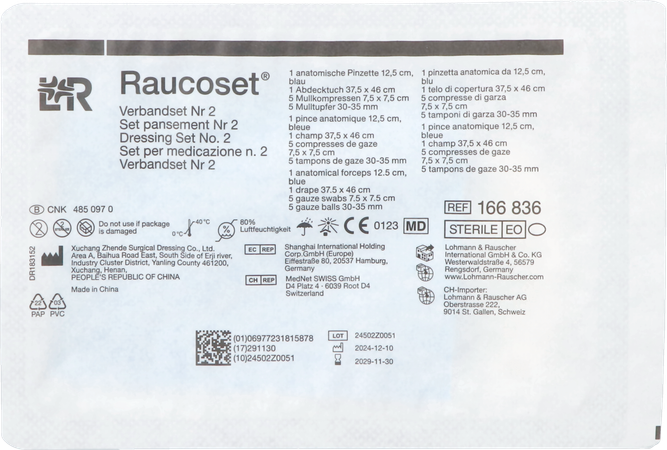 L&R
Raucoset®
Verbandset Nr 2
Set pansement Nr 2
Dressing Set No. 2
Set per medicazione n. 2
Verbandset Nr 2
1 anatomische Pinzette 12,5 cm,
blau
1 Abdecktuch 37,5 x 46 cm
5 Mullkompressen 7,5 x 7,5 cm
5 Mulltupfer 30-35 mm
1 pince anatomique 12,5 cm,
bleue
1 champ 37,5 x 46 cm
5 compresses de gaze
7,5 x 7,5 cm
5 tampons de gaze 30-35 mm
1 anatomical forceps 12.5 cm,
blue
1 drape 37.5 x 46 cm
5 gauze swabs 7.5 x 7.5 cm
5 gauze balls 30-35 mm
1 pinzetta anatomica da 12,5 cm,
blu
1 telo di copertura 37,5 x 46 cm
5 compresse di garza
7,5 x 7,5 cm
5 tamponi di garza 30-35 mm
1 pince anatomique 12,5 cm,
bleue
1 champ 37,5 x 46 cm
5 compresses de gaze
7,5 x 7,5 cm
5 tampons de gaze 30-35 mm
B CNK 485 097 0
REF 166 836
Do not use if package
is damaged
0°C
40°C
80%
Luftfeuchtigkeit
CE 0123 MD
STERILE EO
DR183152
Xuchang Zhende Surgical Dressing Co., Ltd.
Area A, Baihua Road East, South Side of Erji river,
Industry Cluster District, Yanling County 461200,
Xuchang, Henan,
PEOPLE'S REPUBLIC OF CHINA
Made in China
EC REP
Shanghai International Holding
Corp.GmbH (Europe)
Eiffestraße 80, 20537 Hamburg,
Germany
CH REP
MedNet SWISS GmbH
D4 Platz 4 - 6039 Root D4
Switzerland
Lohmann & Rauscher
International GmbH & Co. KG
Westerwaldstraße 4, 56579
Rengsdorf, Germany
www.Lohmann-Rauscher.com
CH-Importer:
Lohmann & Rauscher AG
Oberstrasse 222,
9014 St. Gallen, Schweiz
22
PAP
03
PVC
(01)06977231815878
(17)291130
(10)24502Z0051
LOT 24502Z0051
2024-12-10
2029-11-30